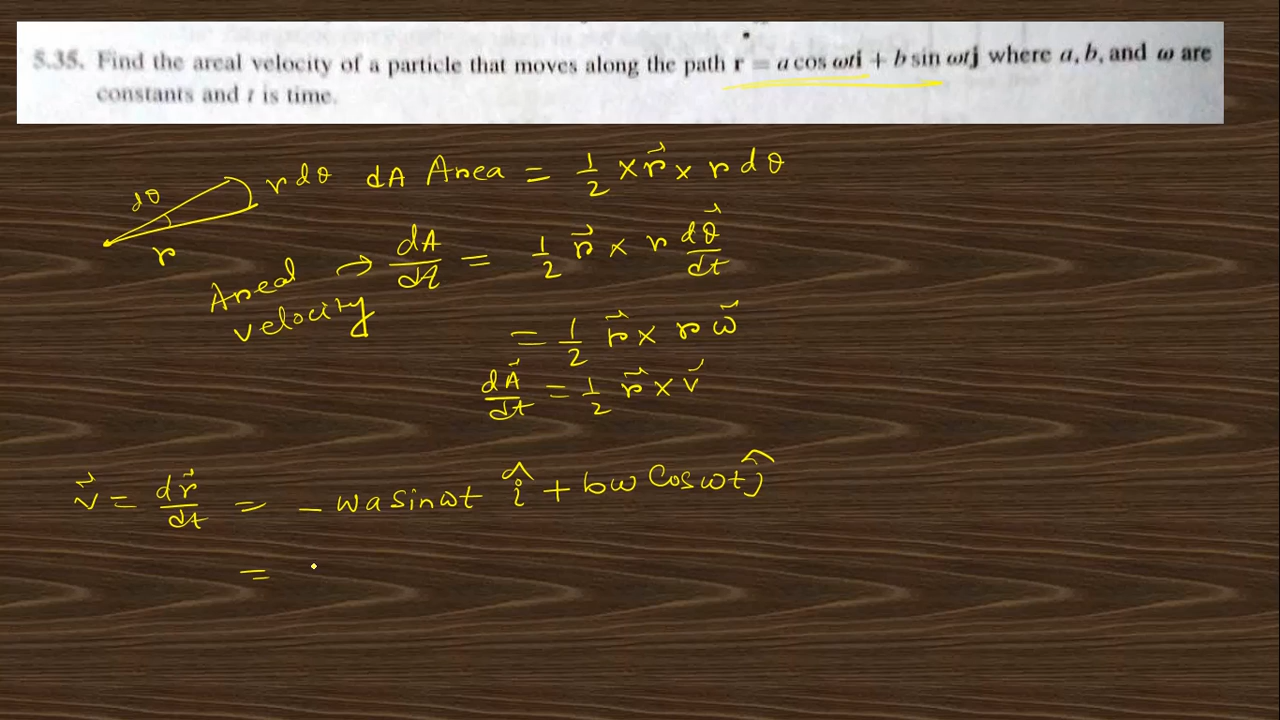 5.35. Find the areal velocity of a particle that moves along the path r = a cos ωti + b sin ωtj where a, b, and ω are
constants and t is time.
dθ
r dθ
r
dA Area = 1/2 × r⃗ × r dθ
Areal velocity → dA/dt = 1/2 r⃗ × r dθ⃗/dt
= 1/2 r⃗ × r ω⃗
dA⃗/dt = 1/2 r⃗ × v⃗
v⃗ = dr⃗/dt = - ωa sinωt î + bω Cosωt ĵ
=